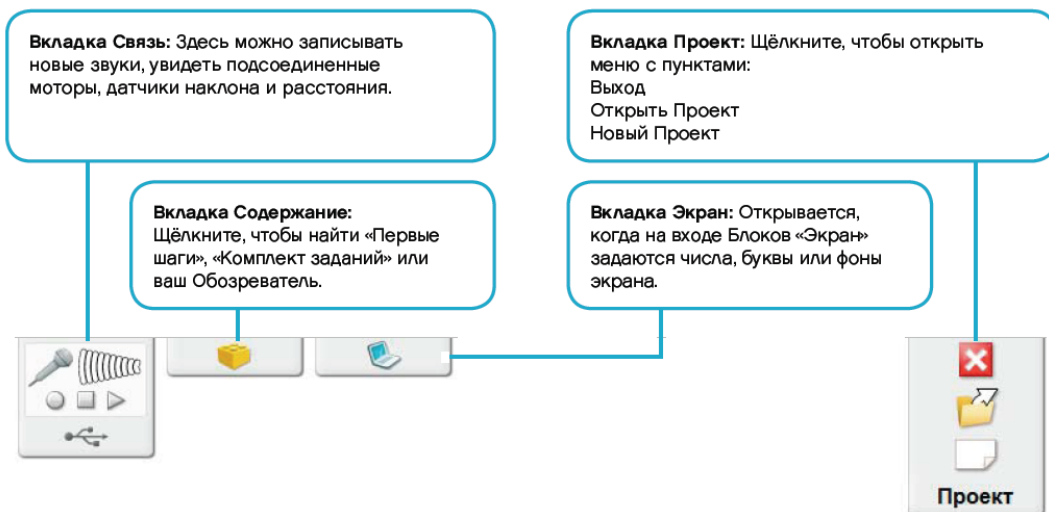 Вкладка Связь: Здесь можно записывать
новые звуки, увидеть подсоединенные
моторы, датчики наклона и расстояния.
Вкладка Проект: Щёлкните, чтобы открыть
меню с пунктами:
Выход
Открыть Проект
Новый Проект
Вкладка Содержание:
Щёлкните, чтобы найти «Первые
шаги», «Комплект заданий» или
ваш Обозреватель.
Вкладка Экран: Открывается,
когда на входе Блоков «Экран»
задаются числа, буквы или фоны
экрана.
Проект